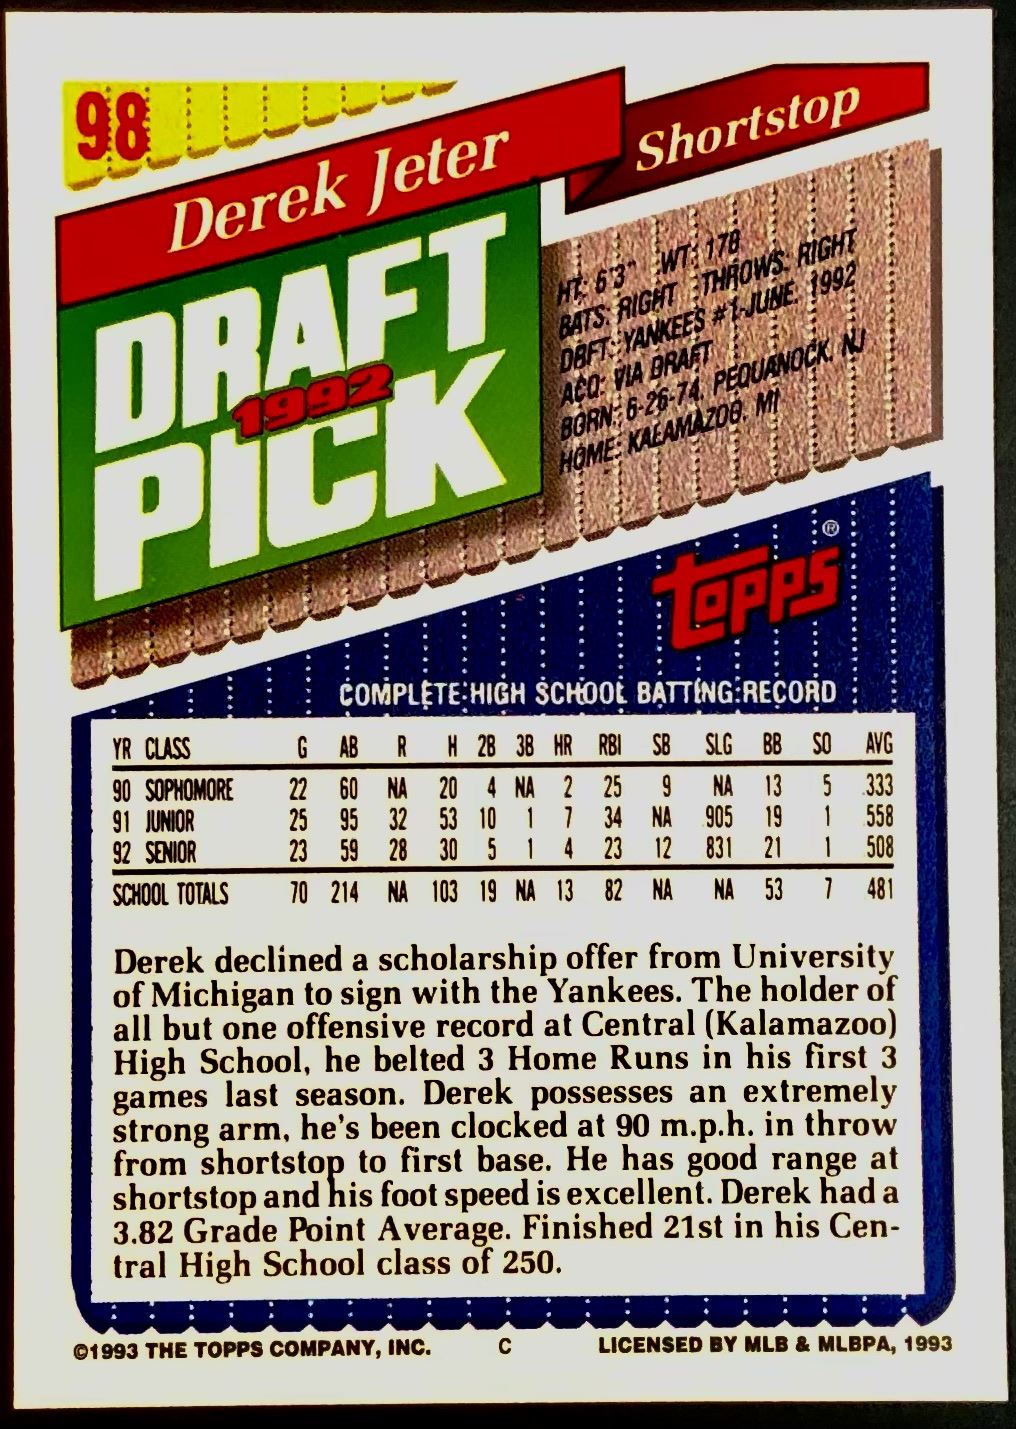 98
Derek Jeter
Shortstop
DRAFT
1992
PICK
HT: 6'3" WT: 178
BATS: RIGHT THROWS: RIGHT
DRFT: YANKEES #1-JUNE, 1992
ACQ: VIA DRAFT
BORN: 6-26-74, PEQUANOCK, NJ
HOME: KALAMAZOO, MI
Topps®
COMPLETE HIGH SCHOOL BATTING RECORD
YR CLASS G AB R H 2B 3B HR RBI SB SLG BB SO AVG
90 SOPHOMORE 22 60 NA 20 4 NA 2 25 9 NA 13 5 .333
91 JUNIOR 25 95 32 53 10 1 7 34 NA .905 19 1 .558
92 SENIOR 23 59 28 30 5 1 4 23 12 831 21 1 .508
SCHOOL TOTALS 70 214 NA 103 19 NA 13 82 NA NA 53 7 .481
Derek declined a scholarship offer from University
of Michigan to sign with the Yankees. The holder of
all but one offensive record at Central (Kalamazoo)
High School, he belted 3 Home Runs in his first 3
games last season. Derek possesses an extremely
strong arm, he's been clocked at 90 m.p.h. in throw
from shortstop to first base. He has good range at
shortstop and his foot speed is excellent. Derek had a
3.82 Grade Point Average. Finished 21st in his Cen-
tral High School class of 250.
©1993 THE TOPPS COMPANY, INC. C LICENSED BY MLB & MLBPA, 1993